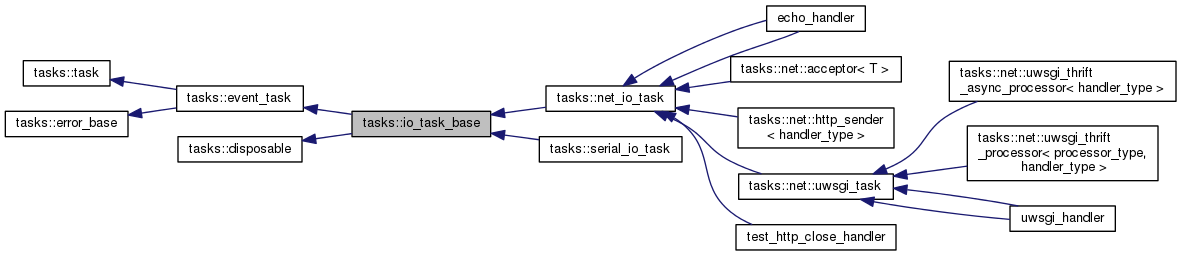 tasks::task
tasks::error_base
tasks::event_task
tasks::disposable
tasks::io_task_base
tasks::net_io_task
tasks::serial_io_task
echo_handler
tasks::net::acceptor< T >
tasks::net::http_sender
< handler_type >
tasks::net::uwsgi_task
test_http_close_handler
tasks::net::uwsgi_thrift
_async_processor< handler_type >
tasks::net::uwsgi_thrift
_processor< processor_type,
handler_type >
uwsgi_handler